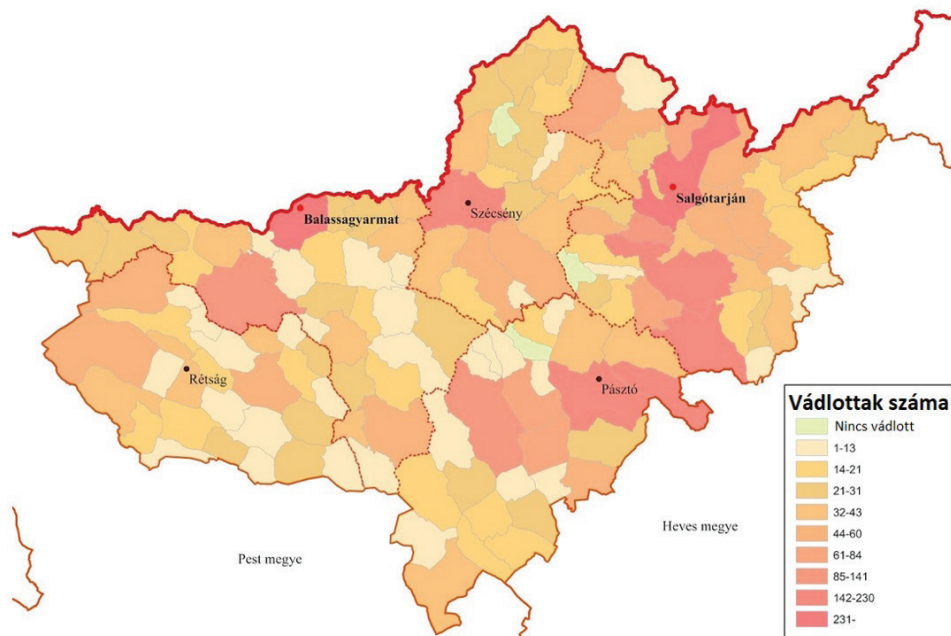 Balassagyarmat
Szécsény
Salgótarján
Rétság
Pásztó
Pest megye
Heves megye
Vádlottak száma
Nincs vádlott
1-13
14-21
21-31
32-43
44-60
61-84
85-141
142-230
231-